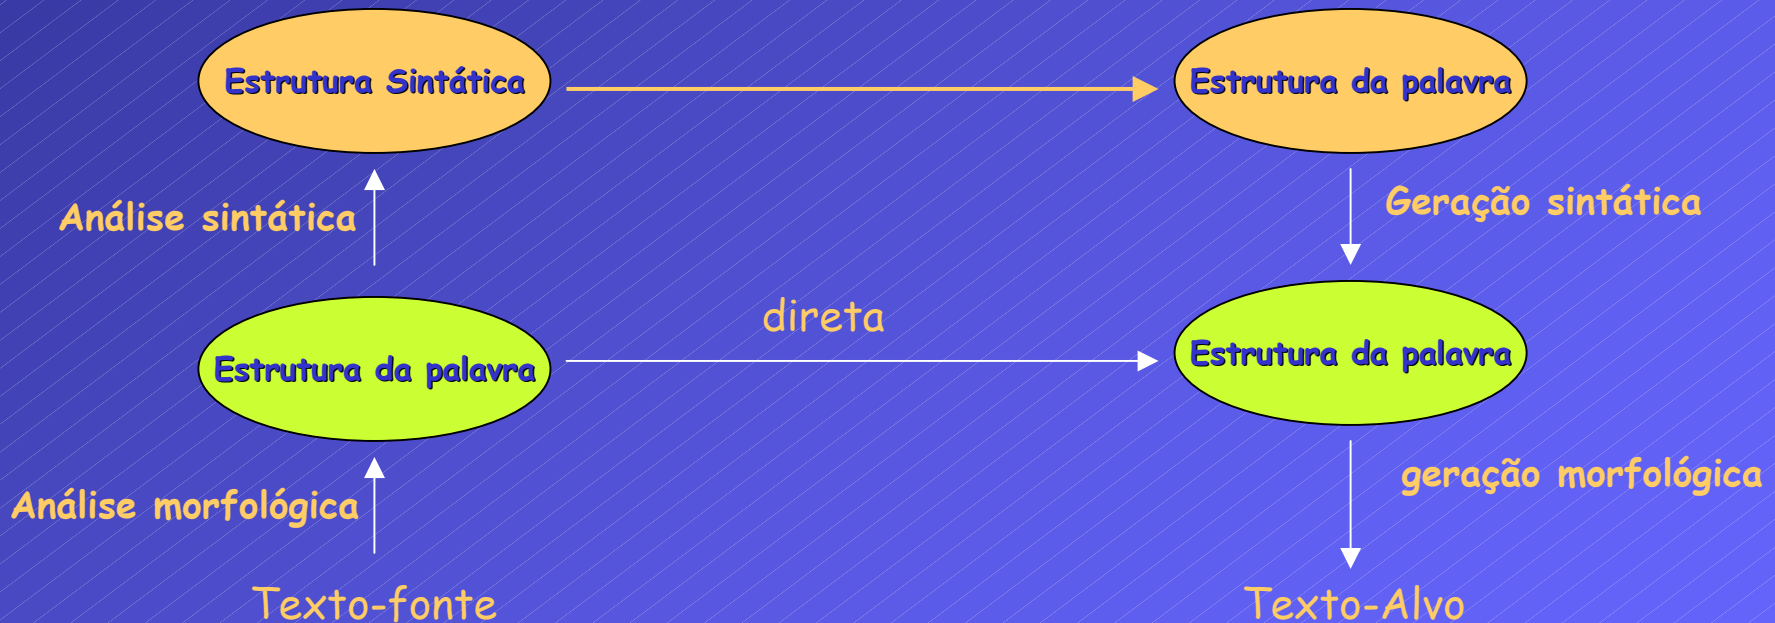 Estrutura Sintática
Estrutura da palavra
Análise sintática
Geração sintática
direta
Estrutura da palavra
Estrutura da palavra
Análise morfológica
geração morfológica
Texto-fonte
Texto-Alvo